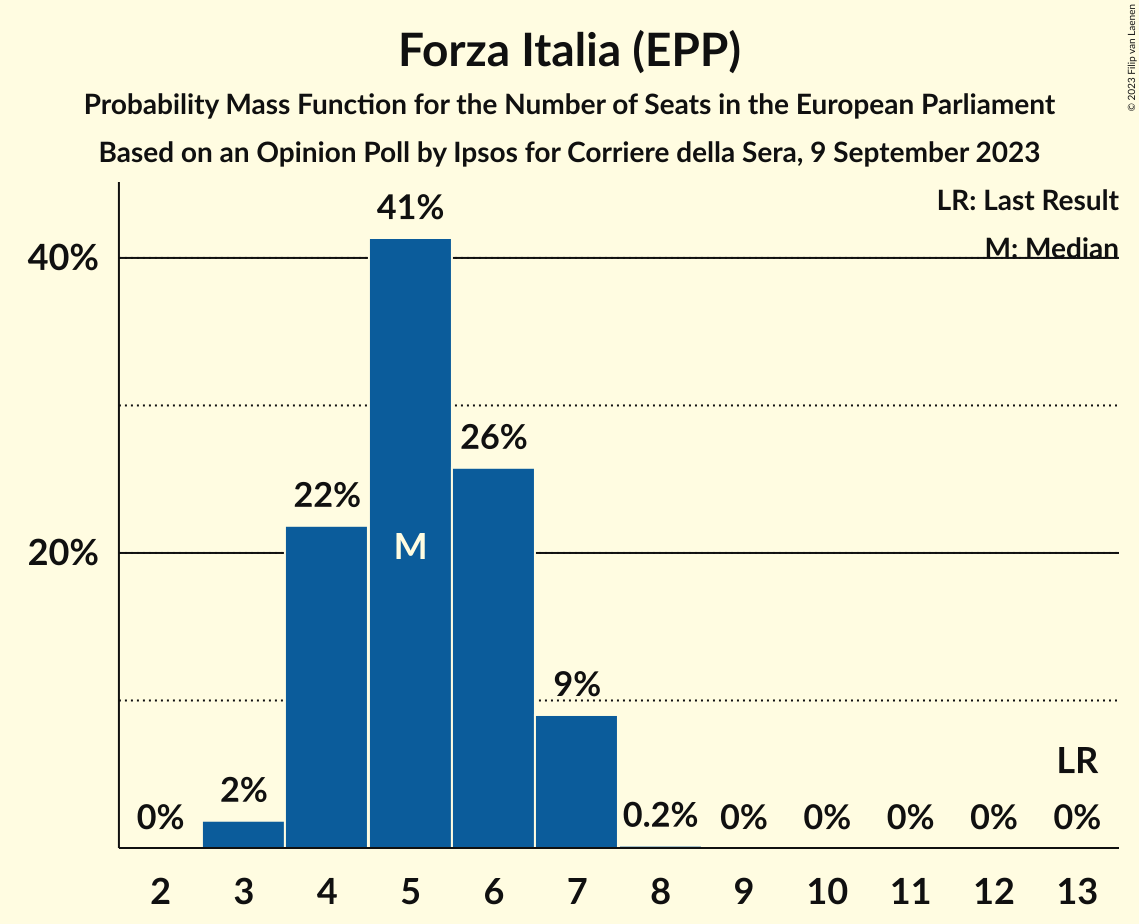 Forza Italia (EPP)
Probability Mass Function for the Number of Seats in the European Parliament
Based on an Opinion Poll by Ipsos for Corriere della Sera, 9 September 2023
© 2023 Filip van Laenen
LR: Last Result
M: Median
40%
20%
0%
2%
22%
41%
M
26%
9%
0.2%
0%
0%
0%
0%
LR
0%
2 3 4 5 6 7 8 9 10 11 12 13